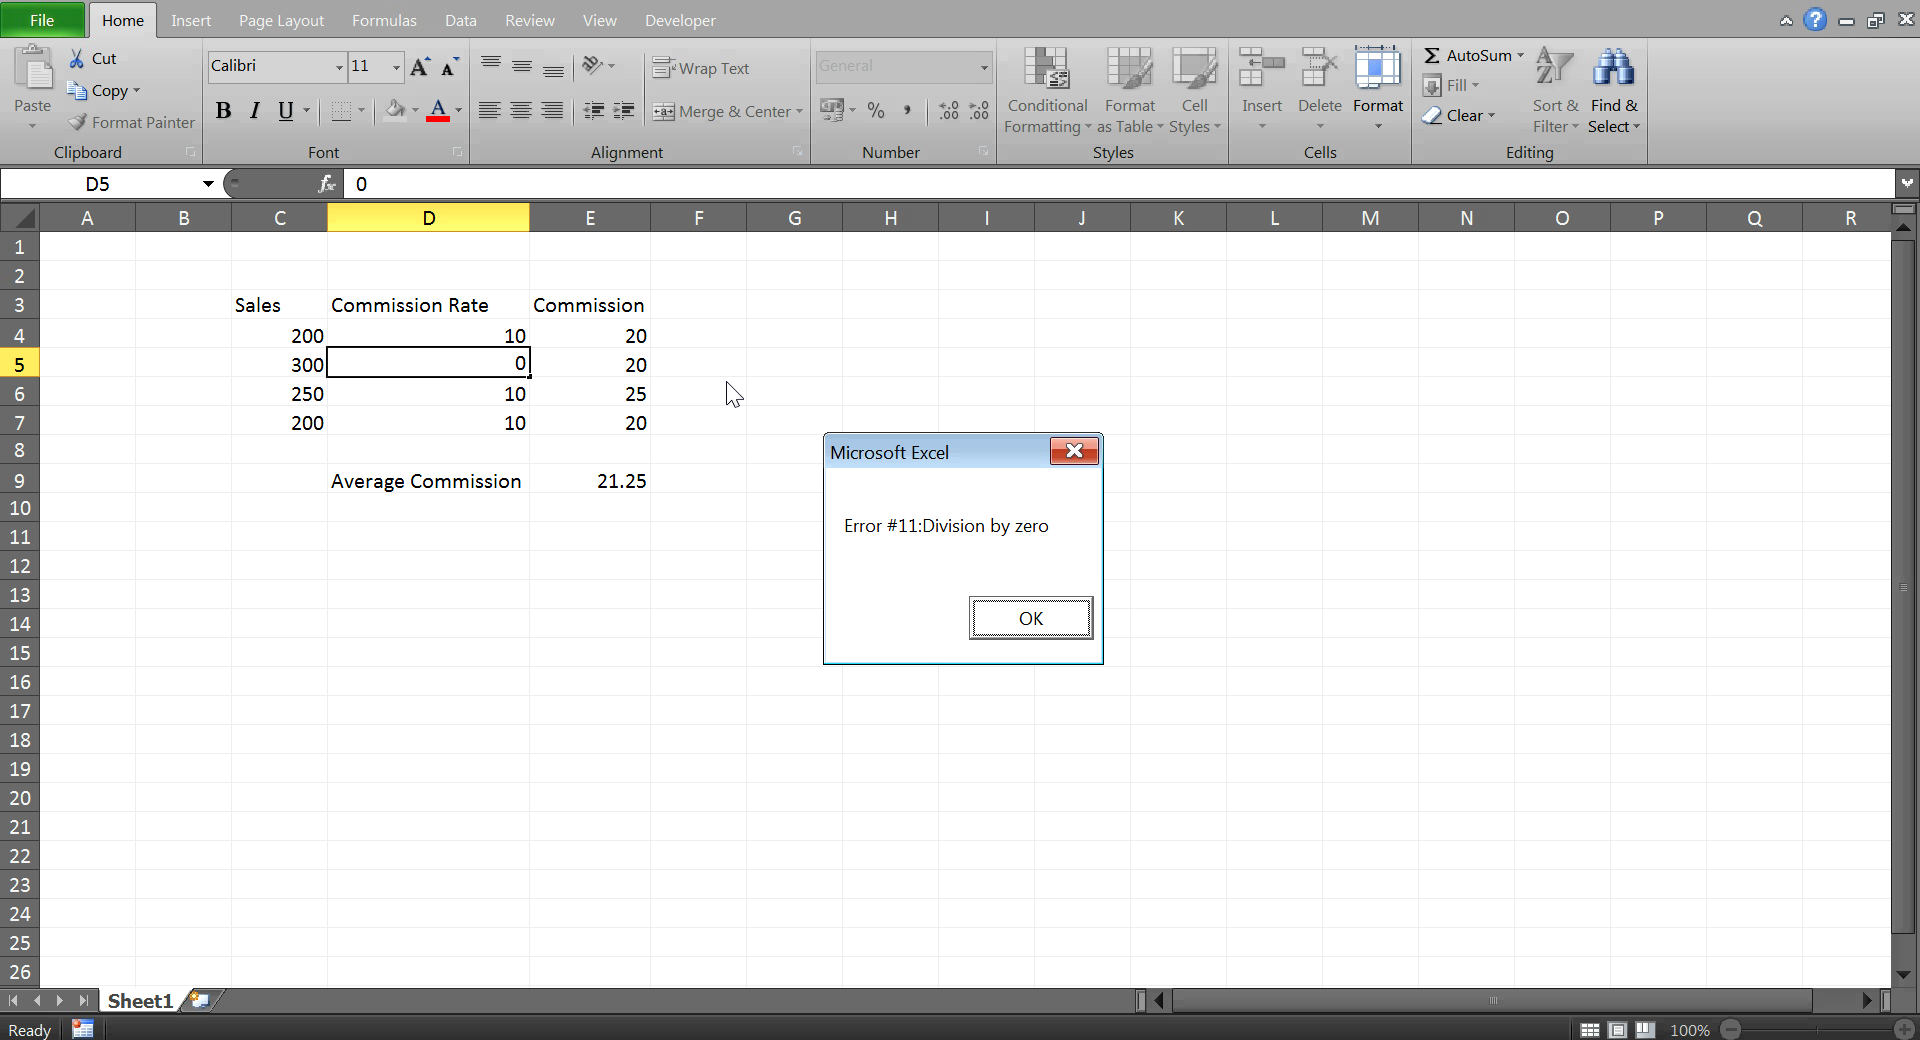 File Home Insert Page Layout Formulas Data Review View Developer
Paste Cut Copy Format Painter Clipboard
Calibri 11 B I U A Font
Wrap Text Merge & Center Alignment
General % , Number
Conditional Formatting Format as Table Cell Styles Styles
Insert Delete Format Cells
Σ AutoSum Fill Clear Sort & Filter Find & Select Editing
D5 fx 0
A B C D E F G H I J K L M N O P Q R
1
2
3 Sales Commission Rate Commission
4 200 10 20
5 300 0 20
6 250 10 25
7 200 10 20
8
9 Average Commission 21.25
10
11
12
13
14
15
16
17
18
19
20
21
22
23
24
25
26
Microsoft Excel
Error #11:Division by zero
OK
Sheet1
Ready 100%